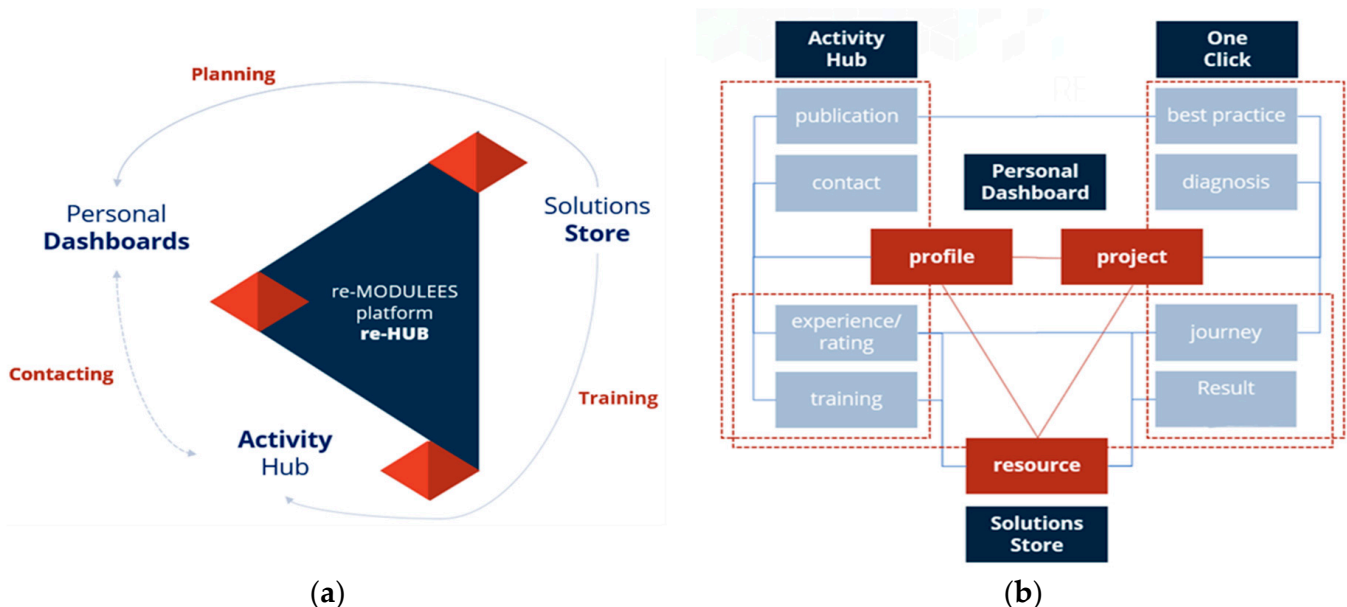 Planning
Personal
Dashboards
Solutions
Store
re-MODULEES
platform
re-HUB
Contacting
Training
Activity
Hub
(a)
Activity
Hub
One
Click
publication
best practice
contact
Personal
Dashboard
diagnosis
profile
project
experience/
rating
journey
training
Result
resource
Solutions
Store
(b)